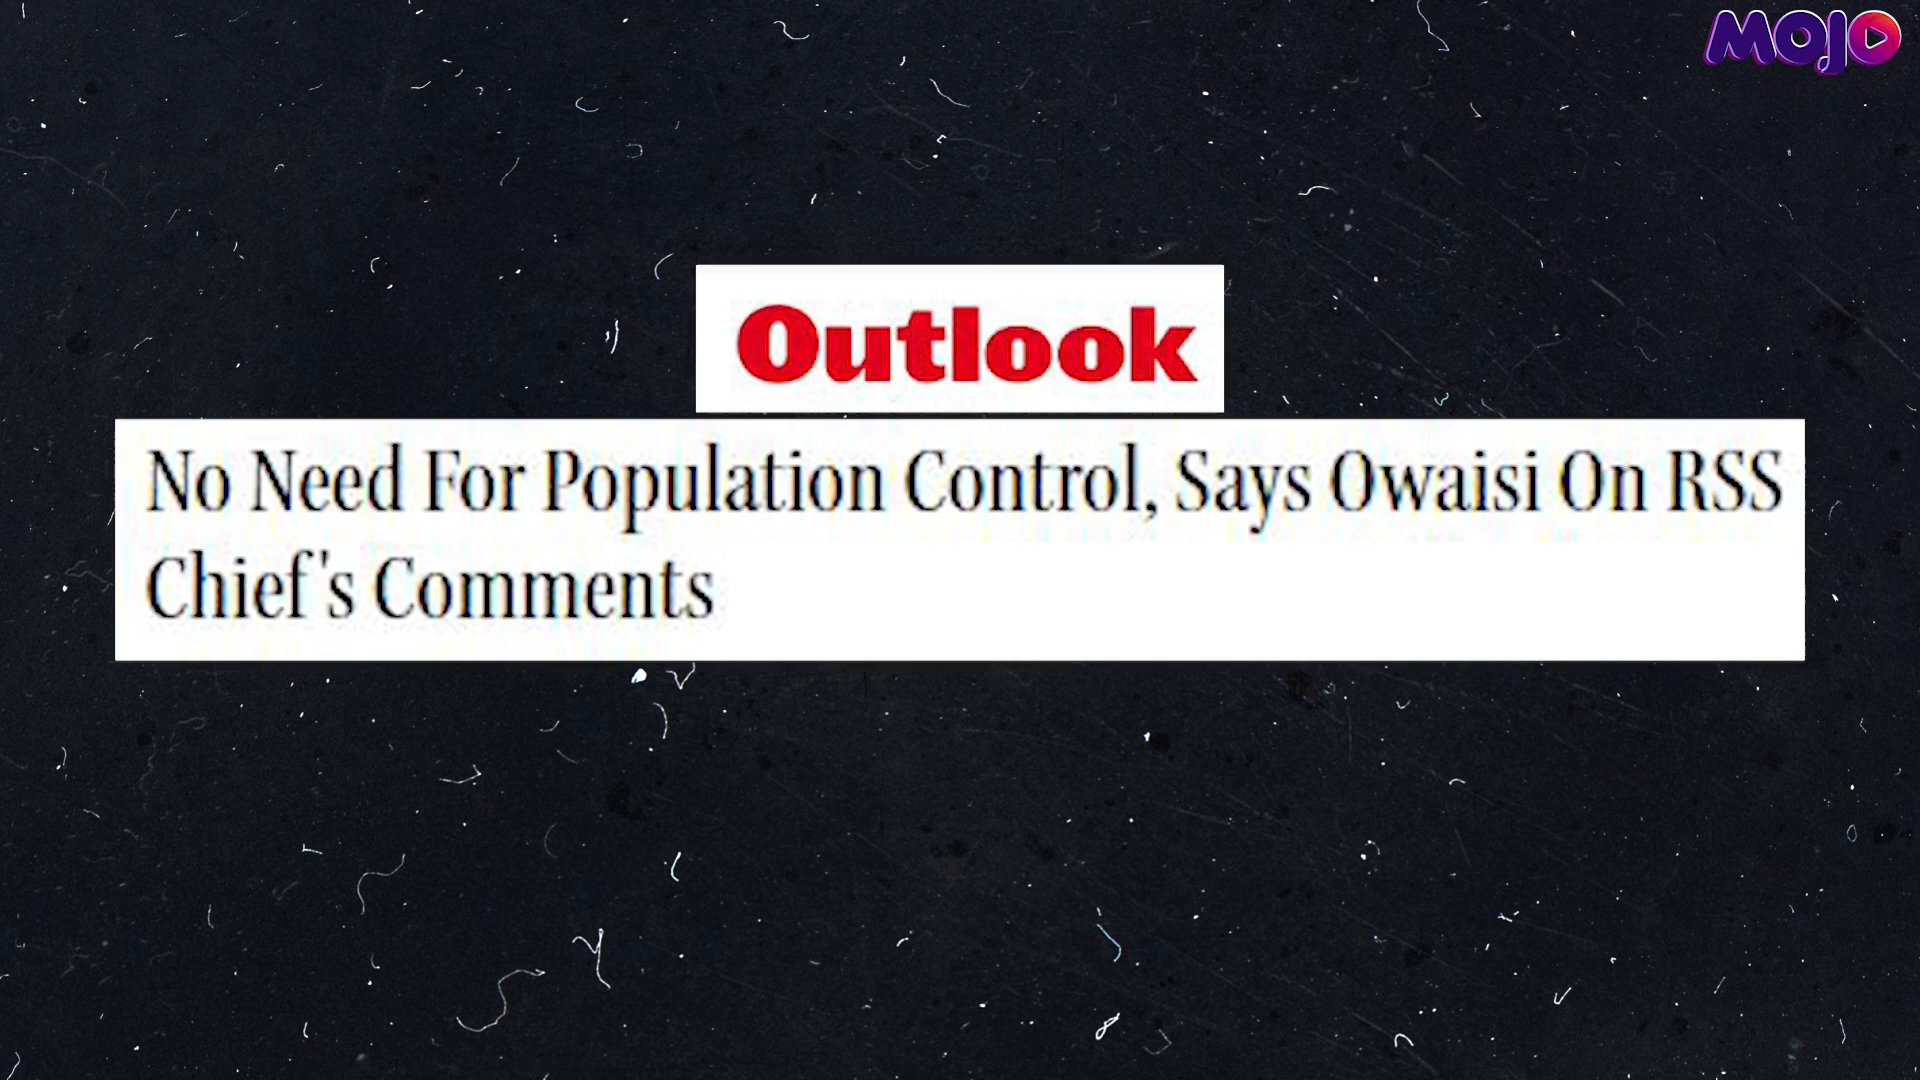 MOJO
Outlook
No Need For Population Control, Says Owaisi On RSS
Chief's Comments